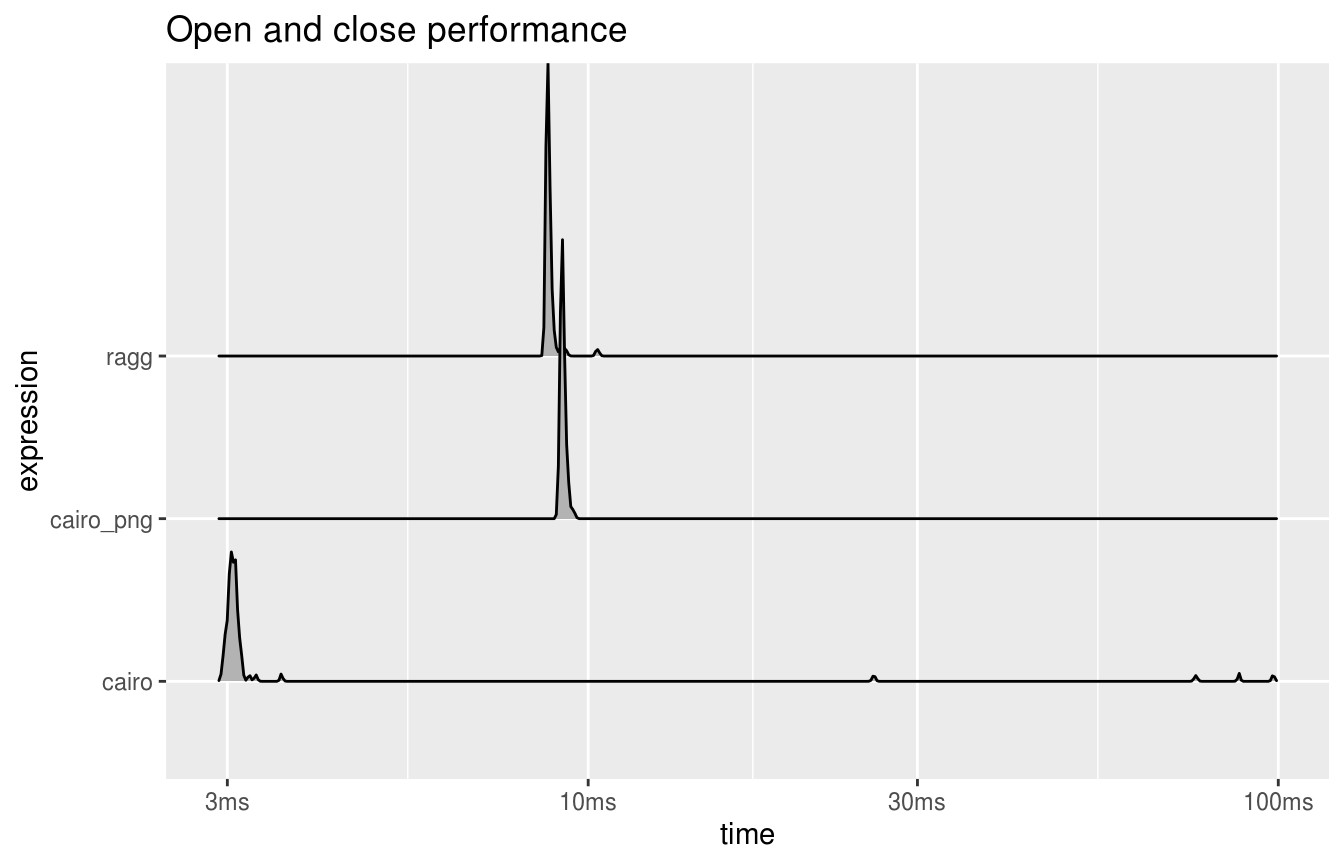 Open and close performance
expression
ragg
cairo_png
cairo
3ms
10ms
30ms
100ms
time